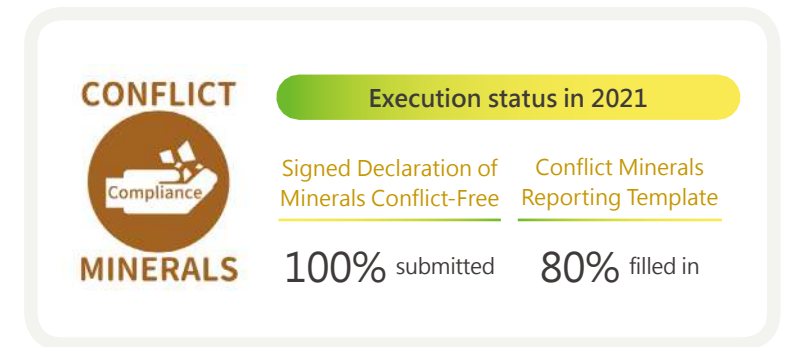 CONFLICT
Compliance
MINERALS
Execution status in 2021
Signed Declaration of
Minerals Conflict-Free
100% submitted
Conflict Minerals
Reporting Template
80% filled in